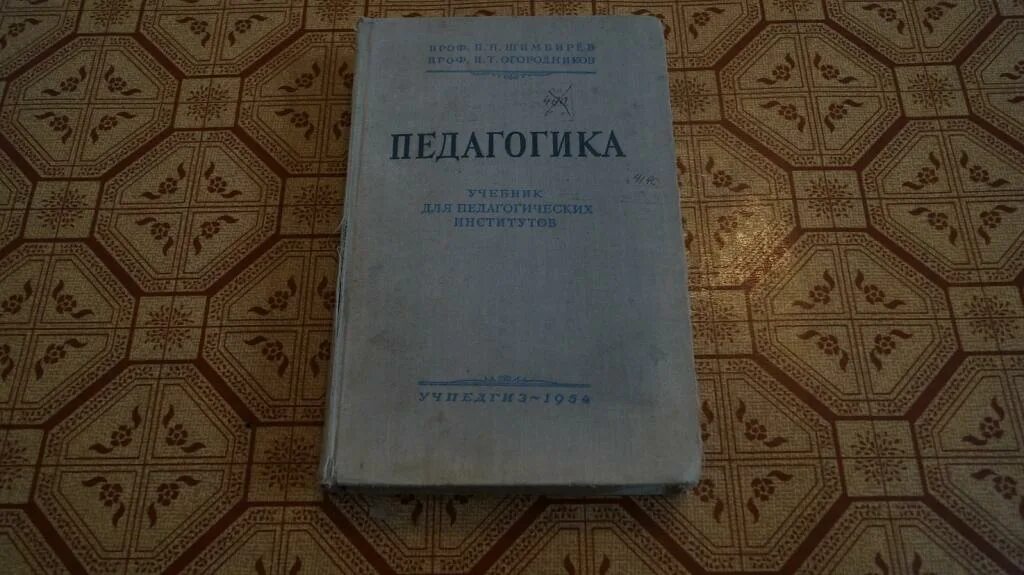 ПРОФ. П. Н. ШИМБИРЁВ
ПРОФ. И. Т. ОГОРОДНИКОВ
ПЕДАГОГИКА
УЧЕБНИК
ДЛЯ ПЕДАГОГИЧЕСКИХ
ИНСТИТУТОВ
УЧПЕДГИЗ~1954